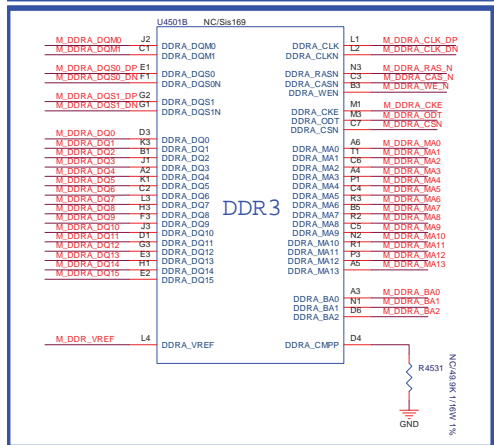 U4501B NC/Sis169
M_DDRA_DQM0 J2 DDRA_DQM0
M_DDRA_DQM1 C1 DDRA_DQM1
M_DDRA_DQS0_DP E1 DDRA_DQS0
M_DDRA_DQS0_DN F1 DDRA_DQS0N
M_DDRA_DQS1_DP G2 DDRA_DQS1
M_DDRA_DQS1_DN G1 DDRA_DQS1N
M_DDRA_DQ0 D3 DDRA_DQ0
M_DDRA_DQ1 K3 DDRA_DQ1
M_DDRA_DQ2 B1 DDRA_DQ2
M_DDRA_DQ3 J1 DDRA_DQ3
M_DDRA_DQ4 A2 DDRA_DQ4
M_DDRA_DQ5 K1 DDRA_DQ5
M_DDRA_DQ6 C2 DDRA_DQ6
M_DDRA_DQ7 L3 DDRA_DQ7
M_DDRA_DQ8 H3 DDRA_DQ8
M_DDRA_DQ9 F3 DDRA_DQ9
M_DDRA_DQ10 J3 DDRA_DQ10
M_DDRA_DQ11 D1 DDRA_DQ11
M_DDRA_DQ12 G3 DDRA_DQ12
M_DDRA_DQ13 E3 DDRA_DQ13
M_DDRA_DQ14 H1 DDRA_DQ14
M_DDRA_DQ15 E2 DDRA_DQ15
M_DDR_VREF L4 DDRA_VREF
DDR3
DDRA_CLK L1 M_DDRA_CLK_DP
DDRA_CLKN L2 M_DDRA_CLK_DN
DDRA_RASN N3 M_DDRA_RAS_N
DDRA_CASN C3 M_DDRA_CAS_N
DDRA_WEN B3 M_DDRA_WE_N
DDRA_CKE M1 M_DDRA_CKE
DDRA_ODT M3 M_DDRA_ODT
DDRA_CSN C7 M_DDRA_CSN
DDRA_MA0 A6 M_DDRA_MA0
DDRA_MA1 T1 M_DDRA_MA1
DDRA_MA2 C6 M_DDRA_MA2
DDRA_MA3 A4 M_DDRA_MA3
DDRA_MA4 P1 M_DDRA_MA4
DDRA_MA5 C4 M_DDRA_MA5
DDRA_MA6 R3 M_DDRA_MA6
DDRA_MA7 B5 M_DDRA_MA7
DDRA_MA8 R2 M_DDRA_MA8
DDRA_MA9 C5 M_DDRA_MA9
DDRA_MA10 N2 M_DDRA_MA10
DDRA_MA11 R1 M_DDRA_MA11
DDRA_MA12 P3 M_DDRA_MA12
DDRA_MA13 A5 M_DDRA_MA13
DDRA_BA0 A3 M_DDRA_BA0
DDRA_BA1 N1 M_DDRA_BA1
DDRA_BA2 D6 M_DDRA_BA2
DDRA_CMPP D4
R4531
NC/49.9K 1/16W 1%
GND